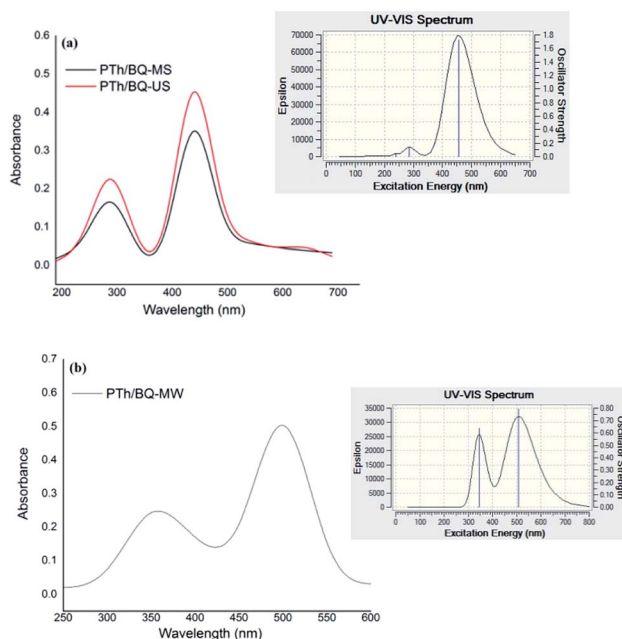 (a)
PTh/BQ-MS
PTh/BQ-US
0.6
0.5
0.4
0.3
0.2
0.1
0.0
Absorbance
200 300 400 500 600 700
Wavelength (nm)
UV-VIS Spectrum
70000
60000
50000
40000
30000
20000
10000
0
Epsilon
1.8
1.6
1.4
1.2
1.0
0.8
0.6
0.4
0.2
0.0
Oscillator Strength
0 100 200 300 400 500 600 700
Excitation Energy (nm)
(b)
PTh/BQ-MW
0.7
0.6
0.5
0.4
0.3
0.2
0.1
0.0
Absorbance
250 300 350 400 450 500 550 600
Wavelength (nm)
UV-VIS Spectrum
35000
30000
25000
20000
15000
10000
5000
0
Epsilon
0.80
0.70
0.60
0.50
0.40
0.30
0.20
0.10
0.00
Oscillator Strength
0 100 200 300 400 500 600 700 800
Excitation Energy (nm)